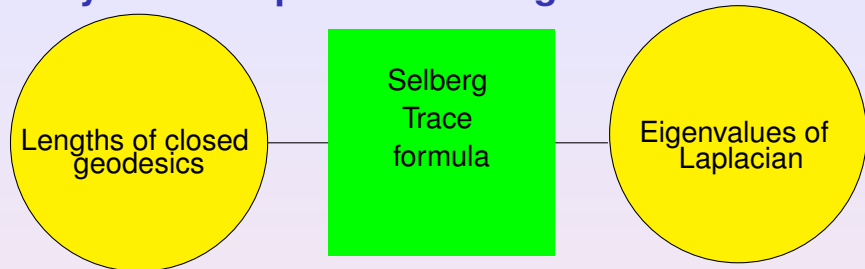 Lengths of closed
geodesics
Selberg
Trace
formula
Eigenvalues of
Laplacian